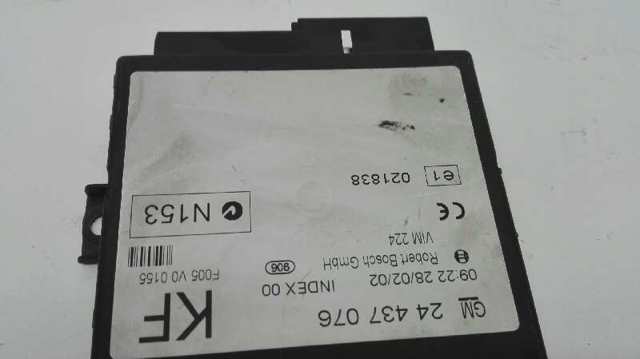 GM 24 437 076 KF
09:22 28/02/02 INDEX 00
Robert Bosch GmbH 906 F005 V0 0155
VIM 224
CE N153
e1 021838